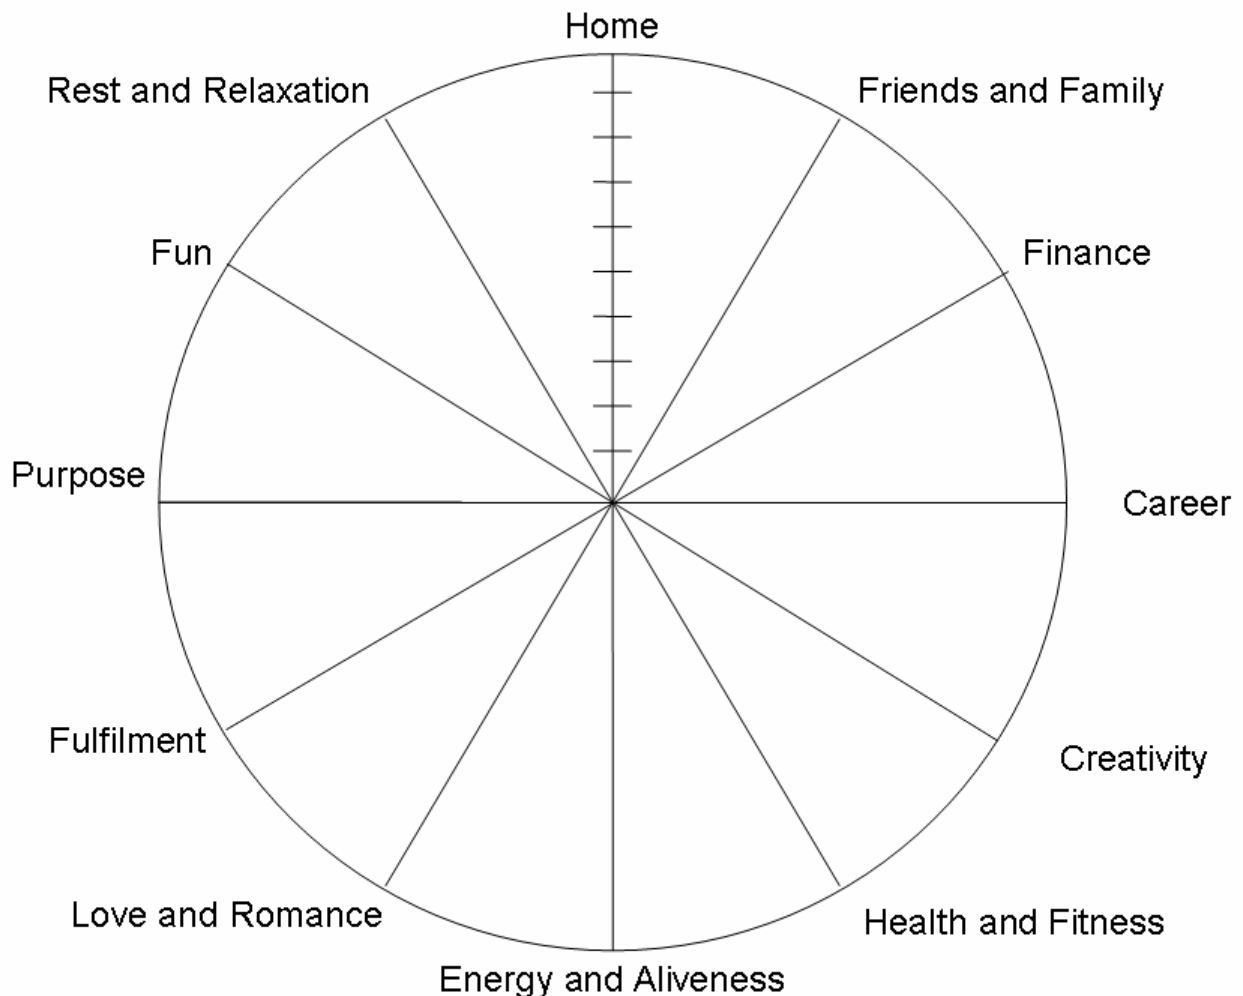 Home
Rest and Relaxation
Friends and Family
Fun
Finance
Purpose
Career
Fulfilment
Creativity
Love and Romance
Health and Fitness
Energy and Aliveness